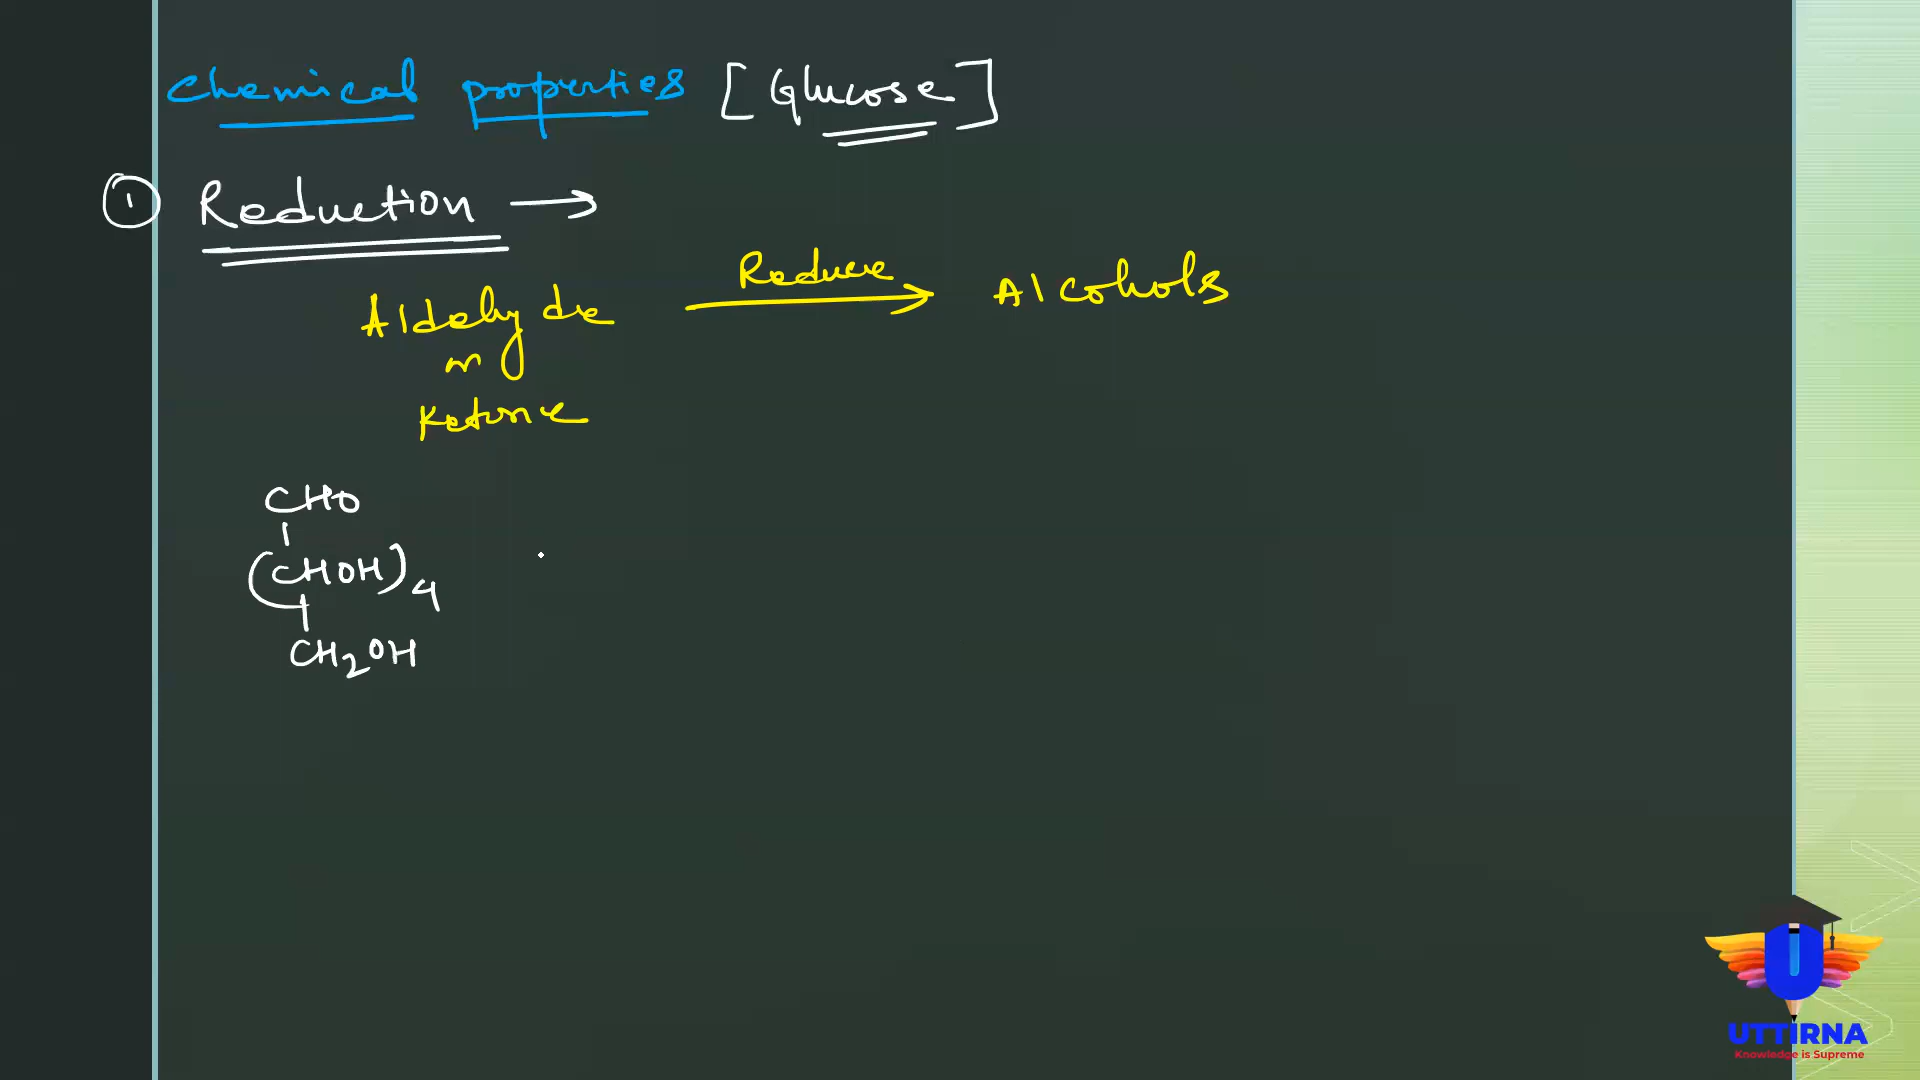 Chemical properties [Glucose]
① Reduction →
Reduce
Aldehyde → Alcohols
or
Ketone
CHO
(CHOH)4
CH2OH
UTTIRNA
Knowledge is Supreme